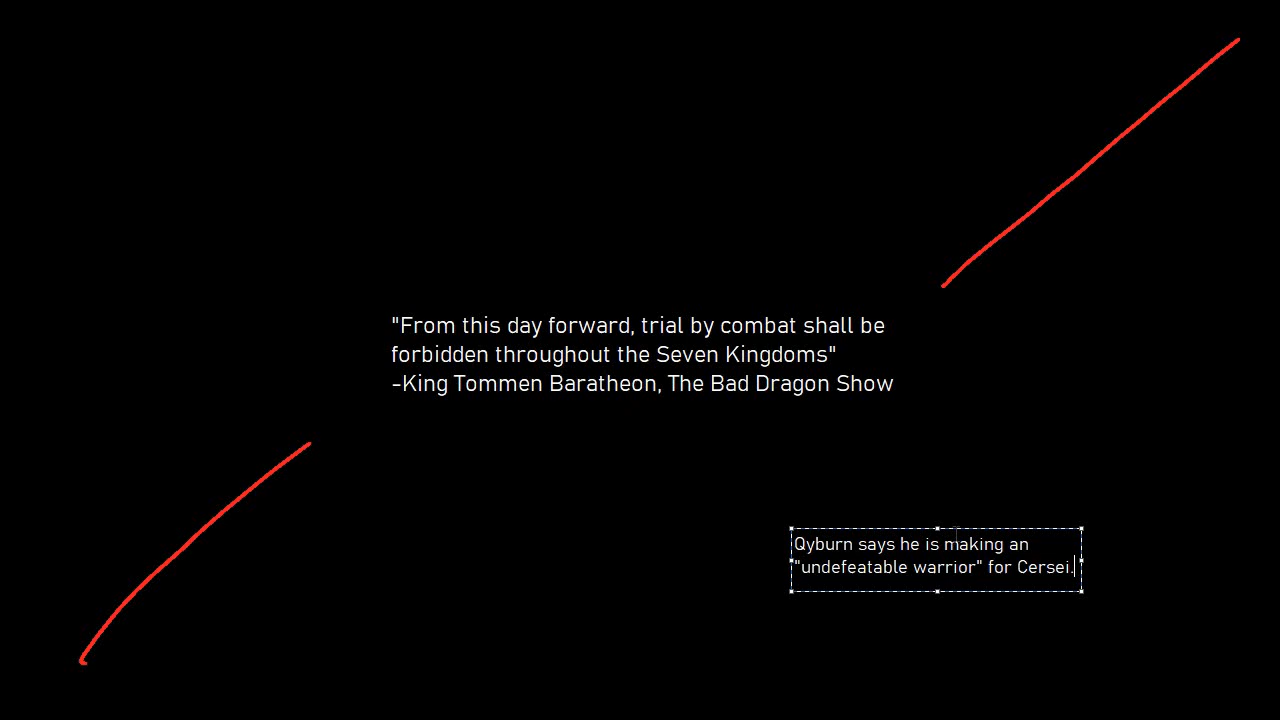 "From this day forward, trial by combat shall be
forbidden throughout the Seven Kingdoms"
-King Tommen Baratheon, The Bad Dragon Show
Qyburn says he is making an
"undefeatable warrior" for Cersei.